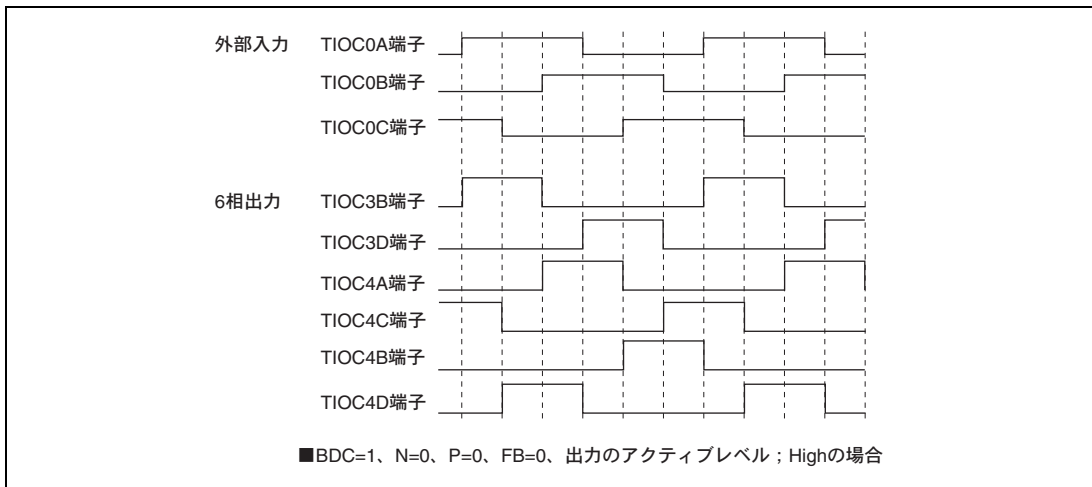 外部入力 TIOC0A端子
TIOC0B端子
TIOC0C端子
6相出力 TIOC3B端子
TIOC3D端子
TIOC4A端子
TIOC4C端子
TIOC4B端子
TIOC4D端子
■BDC=1、N=0、P=0、FB=0、出力のアクティブレベル；Highの場合